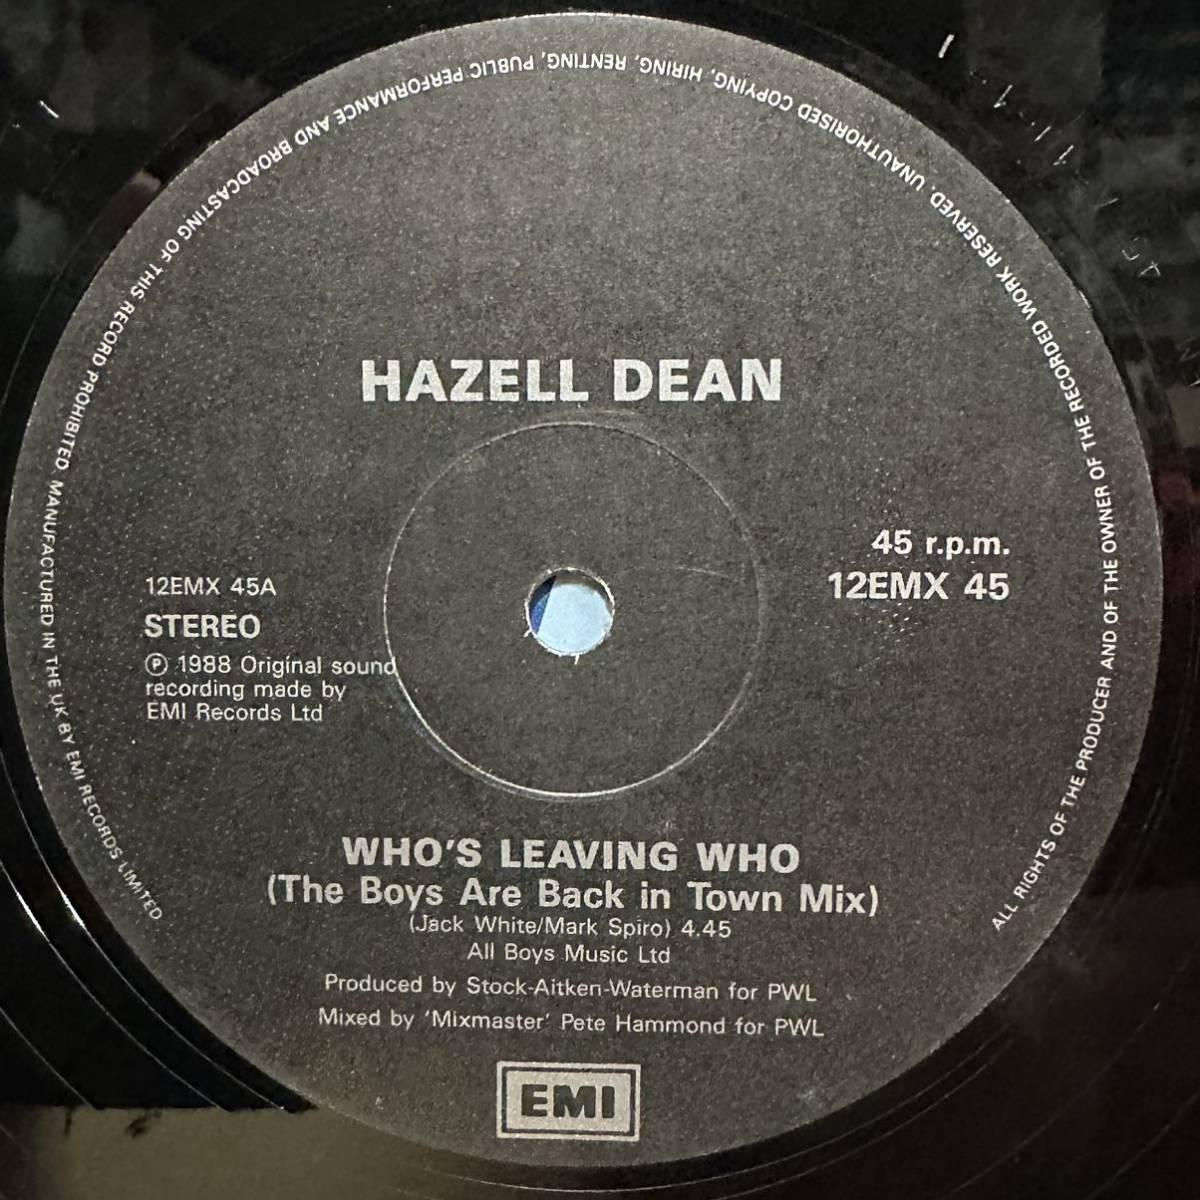 ALL RIGHTS OF THE PRODUCER AND OF THE OWNER OF THE RECORDED WORK RESERVED. UNAUTHORISED COPYING, HIRING, RENTING, PUBLIC PERFORMANCE AND BROADCASTING OF THIS RECORD PROHIBITED. MANUFACTURED IN THE UK BY EMI RECORDS LIMITED
HAZELL DEAN
45 r.p.m.
12EMX 45
12EMX 45A
STEREO
Ⓟ 1988 Original sound
recording made by
EMI Records Ltd
WHO'S LEAVING WHO
(The Boys Are Back in Town Mix)
(Jack White/Mark Spiro) 4.45
All Boys Music Ltd
Produced by Stock-Aitken-Waterman for PWL
Mixed by 'Mixmaster' Pete Hammond for PWL
EMI